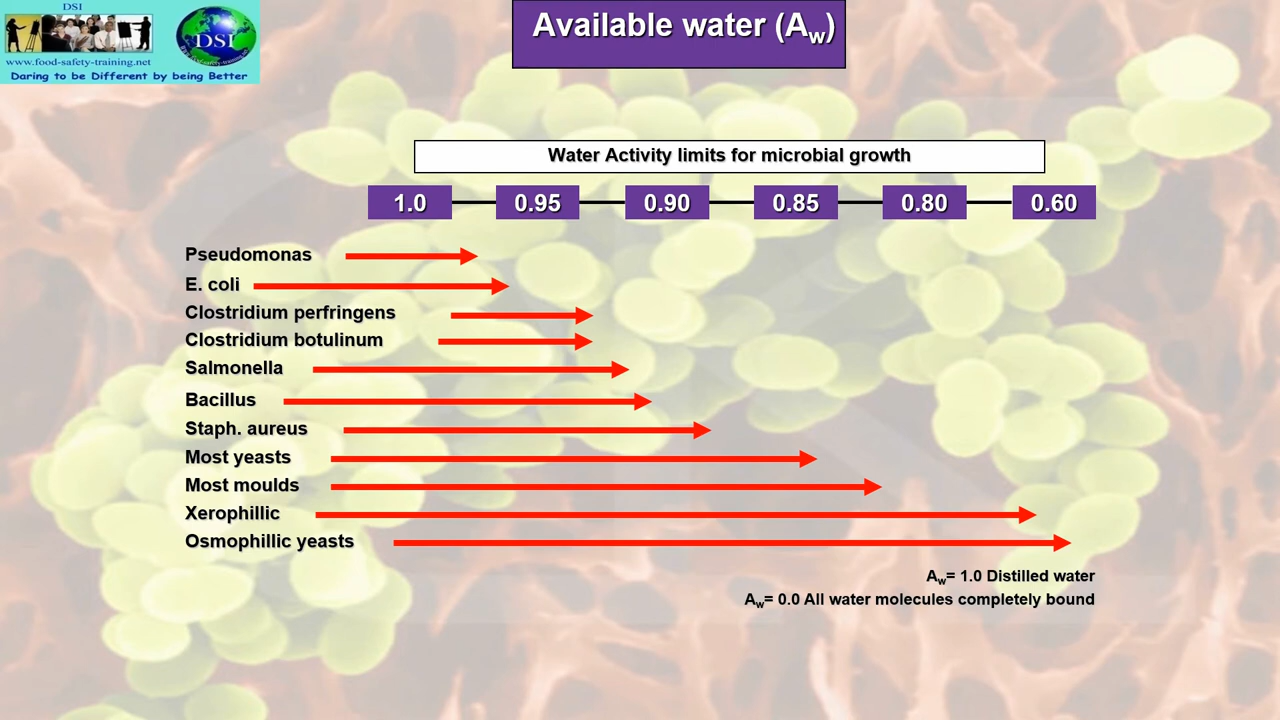 DSI
DSI
www.food-safety-training.net
Daring to be Different by being Better
Available water (Aw)
Water Activity limits for microbial growth
1.0 0.95 0.90 0.85 0.80 0.60
Pseudomonas
E. coli
Clostridium perfringens
Clostridium botulinum
Salmonella
Bacillus
Staph. aureus
Most yeasts
Most moulds
Xerophillic
Osmophillic yeasts
Aw= 1.0 Distilled water
Aw= 0.0 All water molecules completely bound